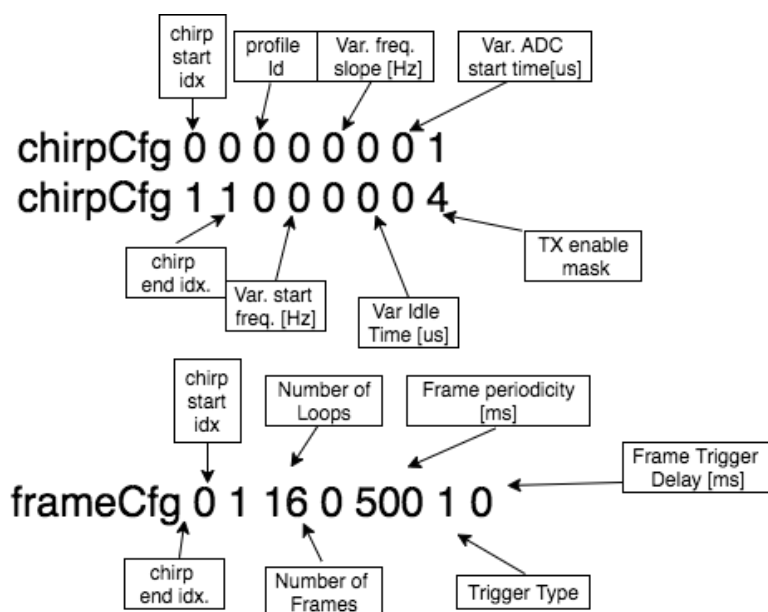 chirp
start
idx
profile
Id
Var. freq.
slope [Hz]
Var. ADC
start time[us]
chirpCfg 0 0 0 0 0 0 0 1
chirpCfg 1 1 0 0 0 0 0 4
chirp
end idx.
Var. start
freq. [Hz]
Var Idle
Time [us]
TX enable
mask
chirp
start
idx
Number of
Loops
Frame periodicity
[ms]
Frame Trigger
Delay [ms]
frameCfg 0 1 16 0 500 1 0
chirp
end idx.
Number of
Frames
Trigger Type